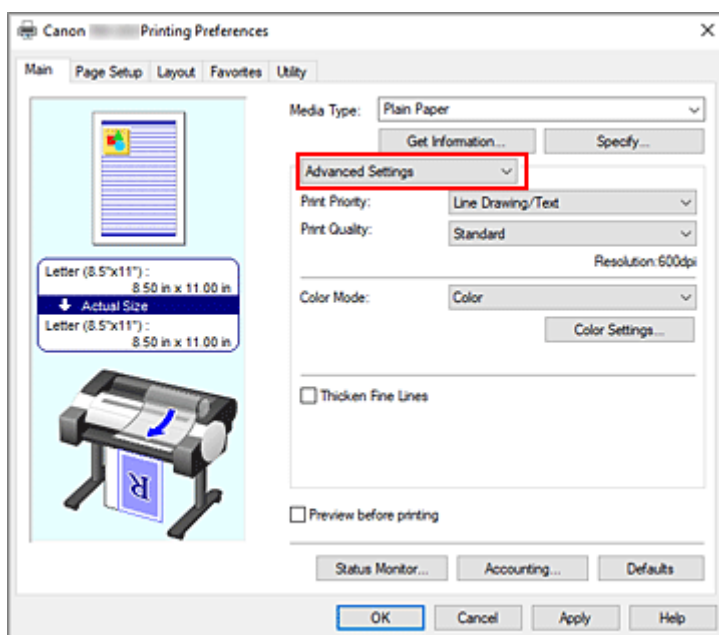 Canon Printing Preferences
Main Page Setup Layout Favorites Utility
Media Type: Plain Paper
Get Information... Specify...
Advanced Settings
Print Priority: Line Drawing/Text
Print Quality: Standard
Resolution:600dpi
Letter (8.5"x11") :
8.50 in x 11.00 in
Actual Size
Letter (8.5"x11") :
8.50 in x 11.00 in
Color Mode: Color
Color Settings...
Thicken Fine Lines
R
Preview before printing
Status Monitor... Accounting... Defaults
OK Cancel Apply Help